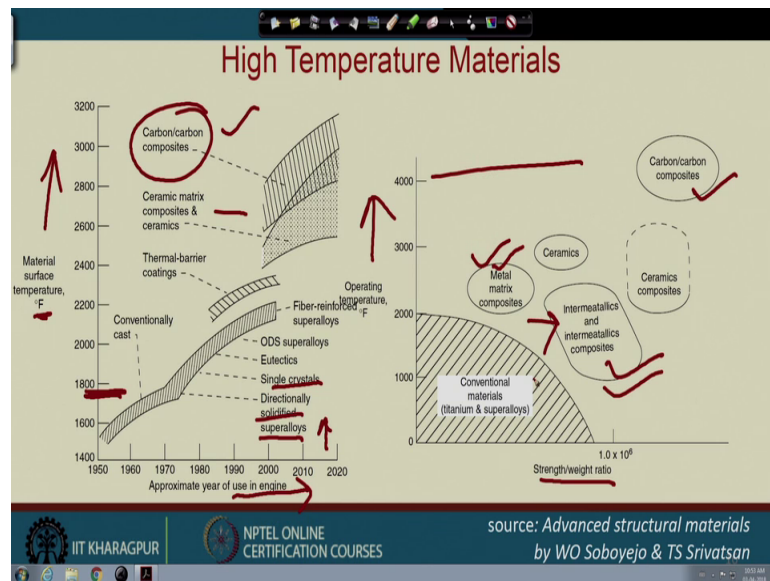 High Temperature Materials
3200
3000
2800
2600
2400
2200
2000
1800
1600
1400
Material
surface
temperature,
°F
Carbon/carbon
composites
Ceramic matrix
composites &
ceramics
Thermal-barrier
coatings
Conventionally
cast
Fiber-reinforced
superalloys
ODS superalloys
Eutectics
Single crystals
Directionally
solidified
superalloys
1950 1960 1970 1980 1990 2000 2010 2020
Approximate year of use in engine
4000
3000
2000
1000
0
Operating
temperature,
°F
Carbon/carbon
composites
Ceramics
Metal
matrix
composites
Ceramics
composites
Intermeatallics
and
intermeatallics
composites
Conventional
materials
(titanium & superalloys)
1.0 x 10⁶
Strength/weight ratio
IIT KHARAGPUR
NPTEL ONLINE
CERTIFICATION COURSES
source: Advanced structural materials
by WO Soboyejo & TS Srivatsan
10:53 AM